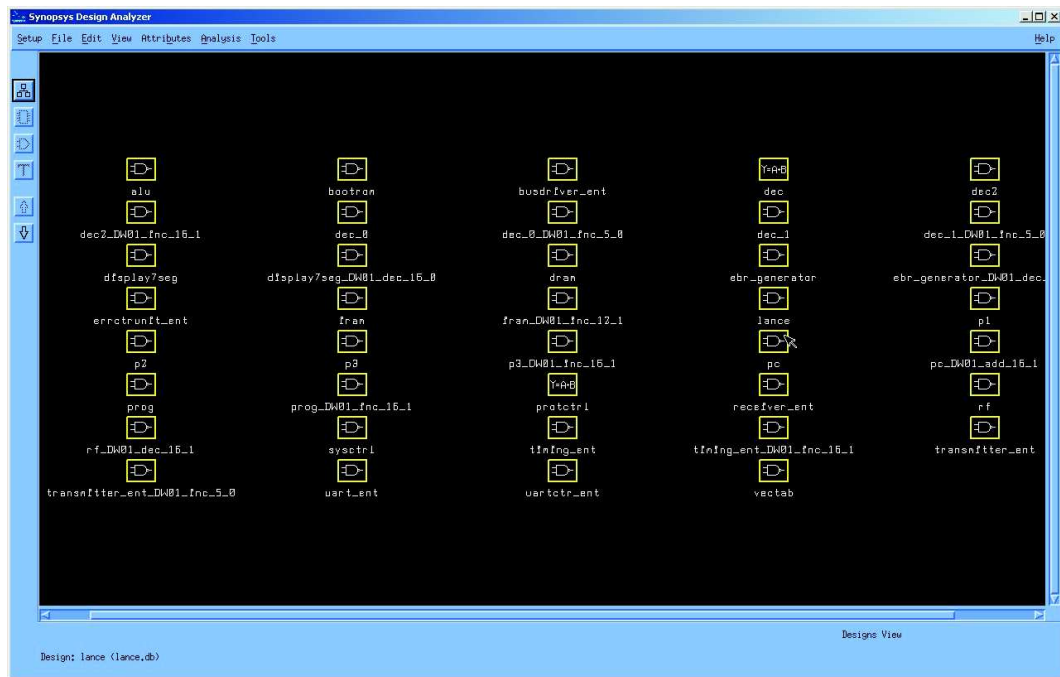 Synopsys Design Analyzer
Setup File Edit View Attributes Analysis Tools Help
Y=A+B
alu bootrom busdriver_ent dec dec2
dec2_DW01_inc_16_1 dec_0 dec_0_DW01_inc_5_0 dec_1 dec_1_DW01_inc_5_0
display7seg display7seg_DW01_dec_16_0 dram ebr_generator ebr_generator_DW01_dec_
errctrunit_ent iram iram_DW01_inc_12_1 lance p1
p2 p3 p3_DW01_inc_16_1 pc pc_DW01_add_16_1
Y=A+B
prog prog_DW01_inc_16_1 protctrl receiver_ent rf
rf_DW01_dec_16_1 sysctrl timing_ent timing_ent_DW01_inc_16_1 transmitter_ent
transmitter_ent_DW01_inc_5_0 uart_ent uartctr_ent vectab
Designs View
Design: lance (lance.db)